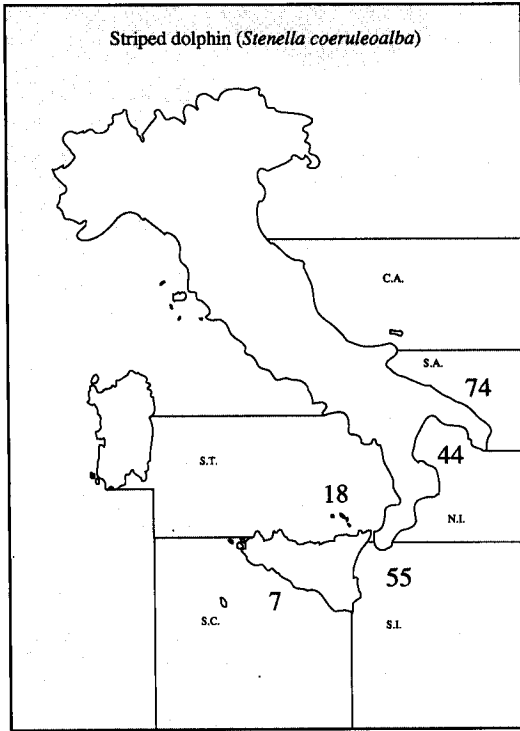 Striped dolphin (Stenella coeruleoalba)
C.A.
S.A.
74
44
S.T.
18
N.I.
55
7
S.C.
S.I.